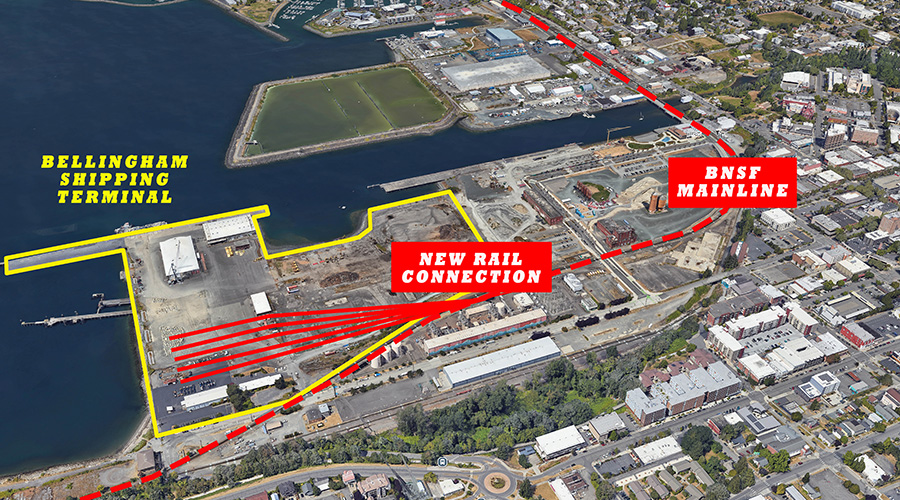 BELLINGHAM
SHIPPING
TERMINAL
BNSF
MAINLINE
NEW RAIL
CONNECTION